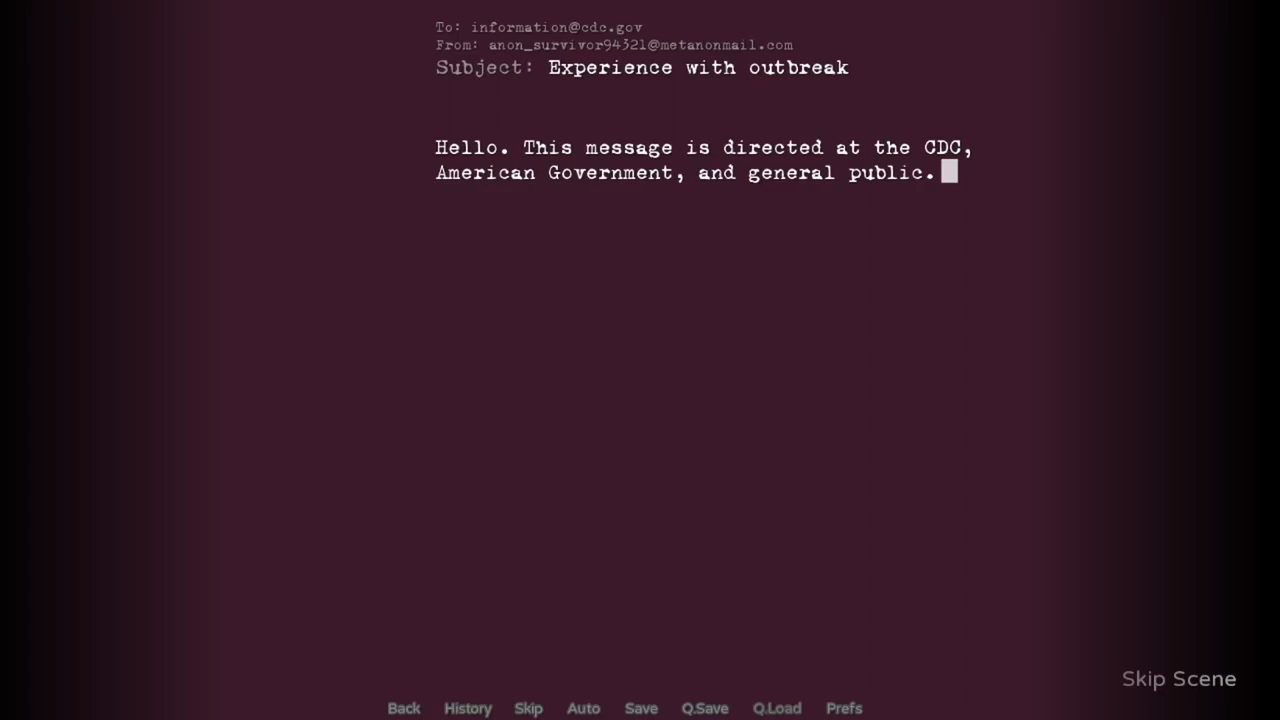 To: information@cdc.gov
From: anon_survivor94321@metanonmail.com
Subject: Experience with outbreak
Hello. This message is directed at the CDC,
American Government, and general public.
Skip Scene
Back History Skip Auto Save Q.Save Q.Load Prefs